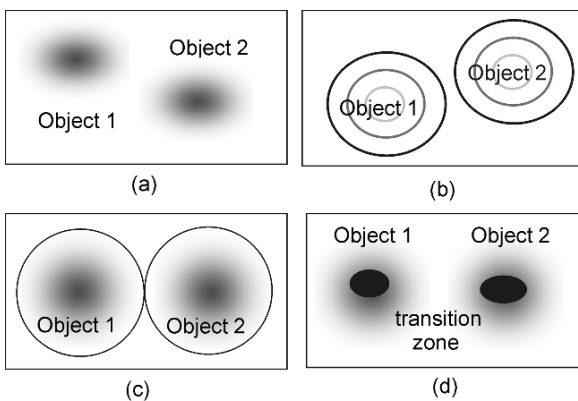 Object 2
Object 1
(a)
Object 2
Object 1
(b)
Object 1 Object 2
(c)
Object 1 Object 2
transition
zone
(d)